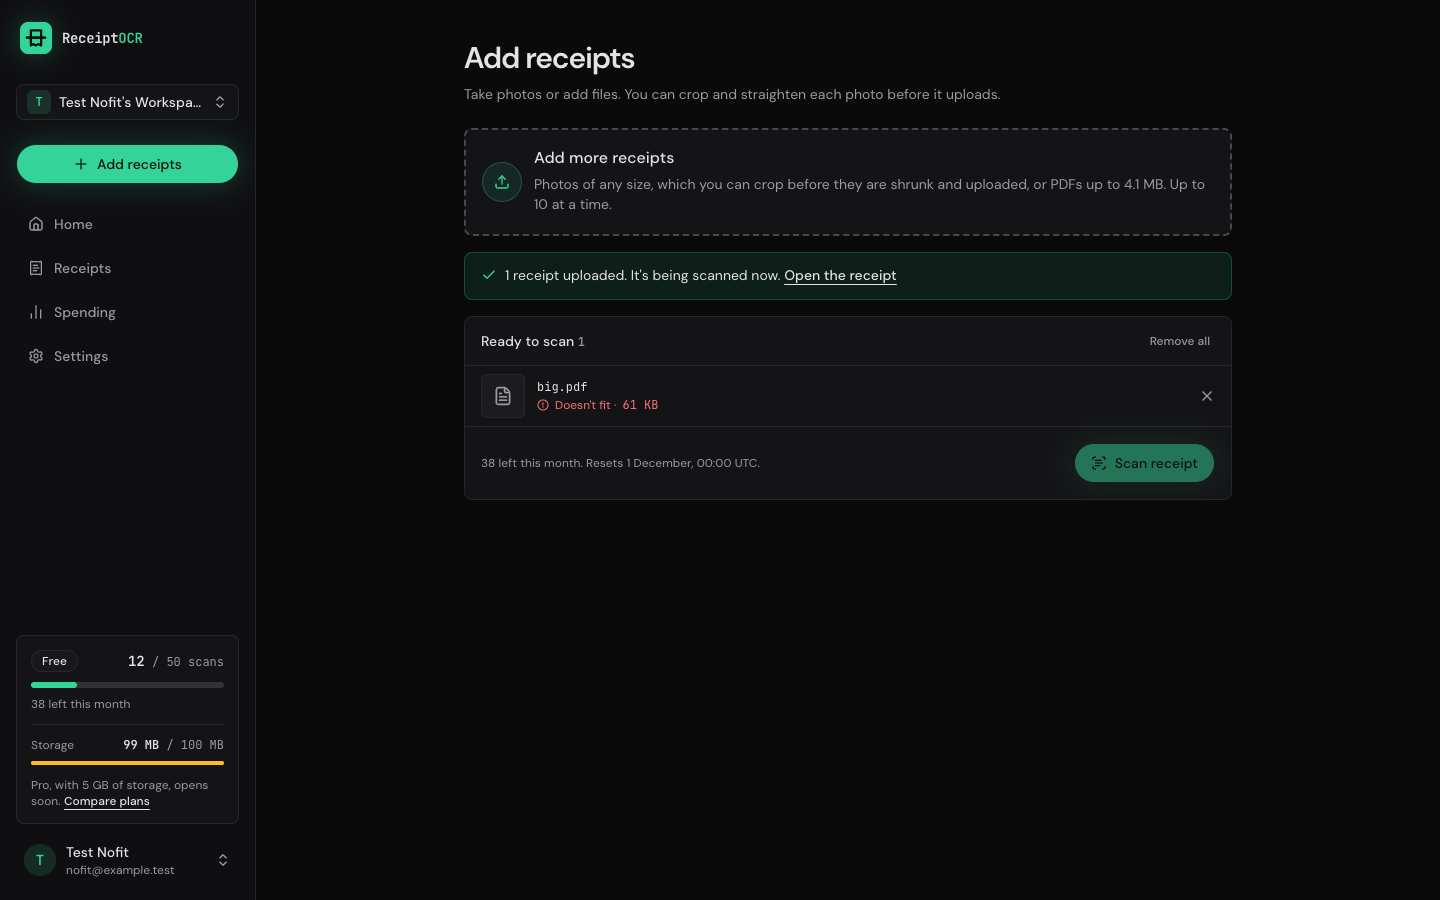 ReceiptOCR
T Test Nofit's Workspa...
Add receipts
Home
Receipts
Spending
Settings
Free 12 / 50 scans
38 left this month
Storage 99 MB / 100 MB
Pro, with 5 GB of storage, opens
soon. Compare plans
T Test Nofit
nofit@example.test
Add receipts
Take photos or add files. You can crop and straighten each photo before it uploads.
Add more receipts
Photos of any size, which you can crop before they are shrunk and uploaded, or PDFs up to 4.1 MB. Up to
10 at a time.
1 receipt uploaded. It's being scanned now. Open the receipt
Ready to scan 1 Remove all
big.pdf
Doesn't fit · 61 KB
38 left this month. Resets 1 December, 00:00 UTC. Scan receipt